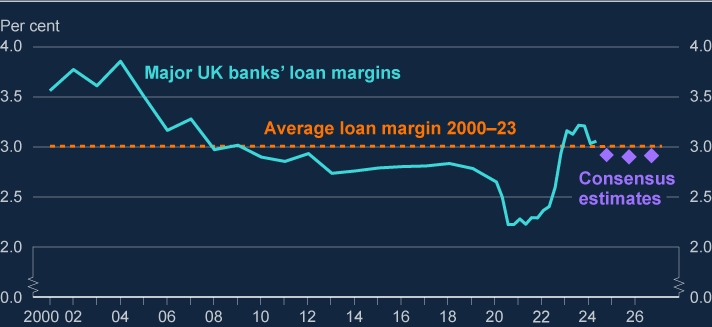 Per cent
4.0 4.0
Major UK banks’ loan margins
3.5 3.5
Average loan margin 2000–23
3.0 3.0
Consensus
estimates
2.5 2.5
2.0 2.0
0.0 0.0
2000 02 04 06 08 10 12 14 16 18 20 22 24 26